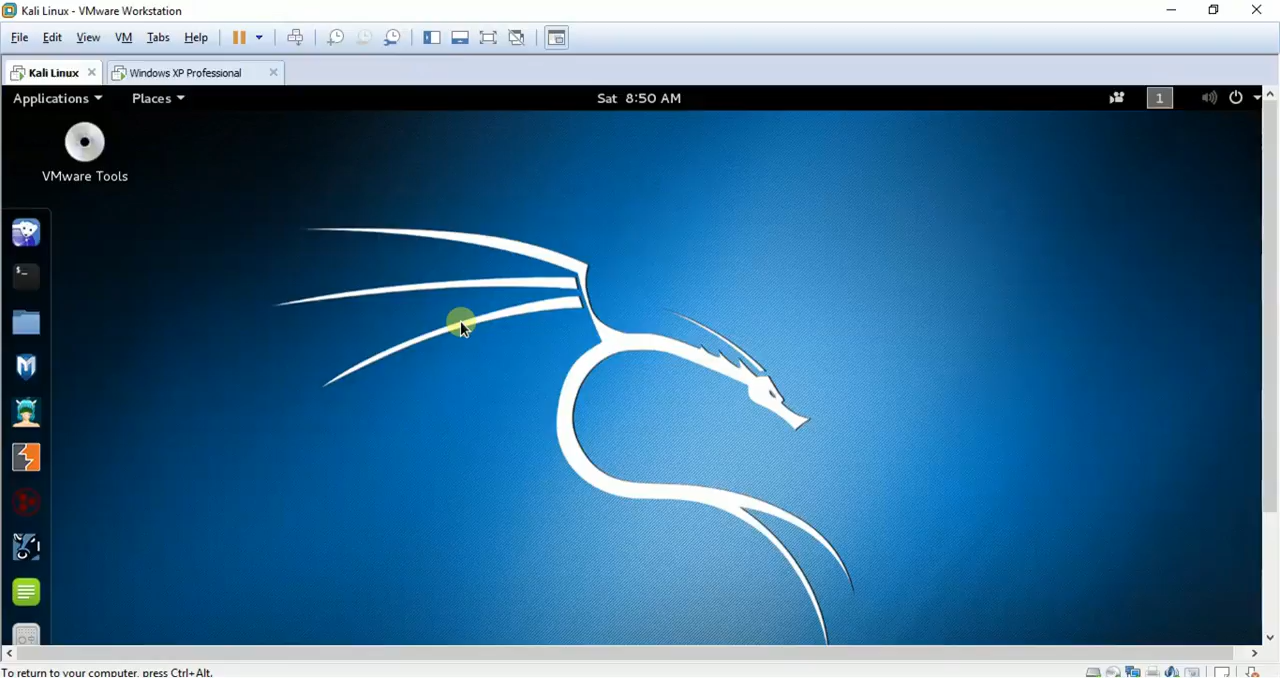 Kali Linux - VMware Workstation
File Edit View VM Tabs Help
Kali Linux Windows XP Professional
Applications Places Sat 8:50 AM 1
VMware Tools
$_
To return to your computer, press Ctrl+Alt.